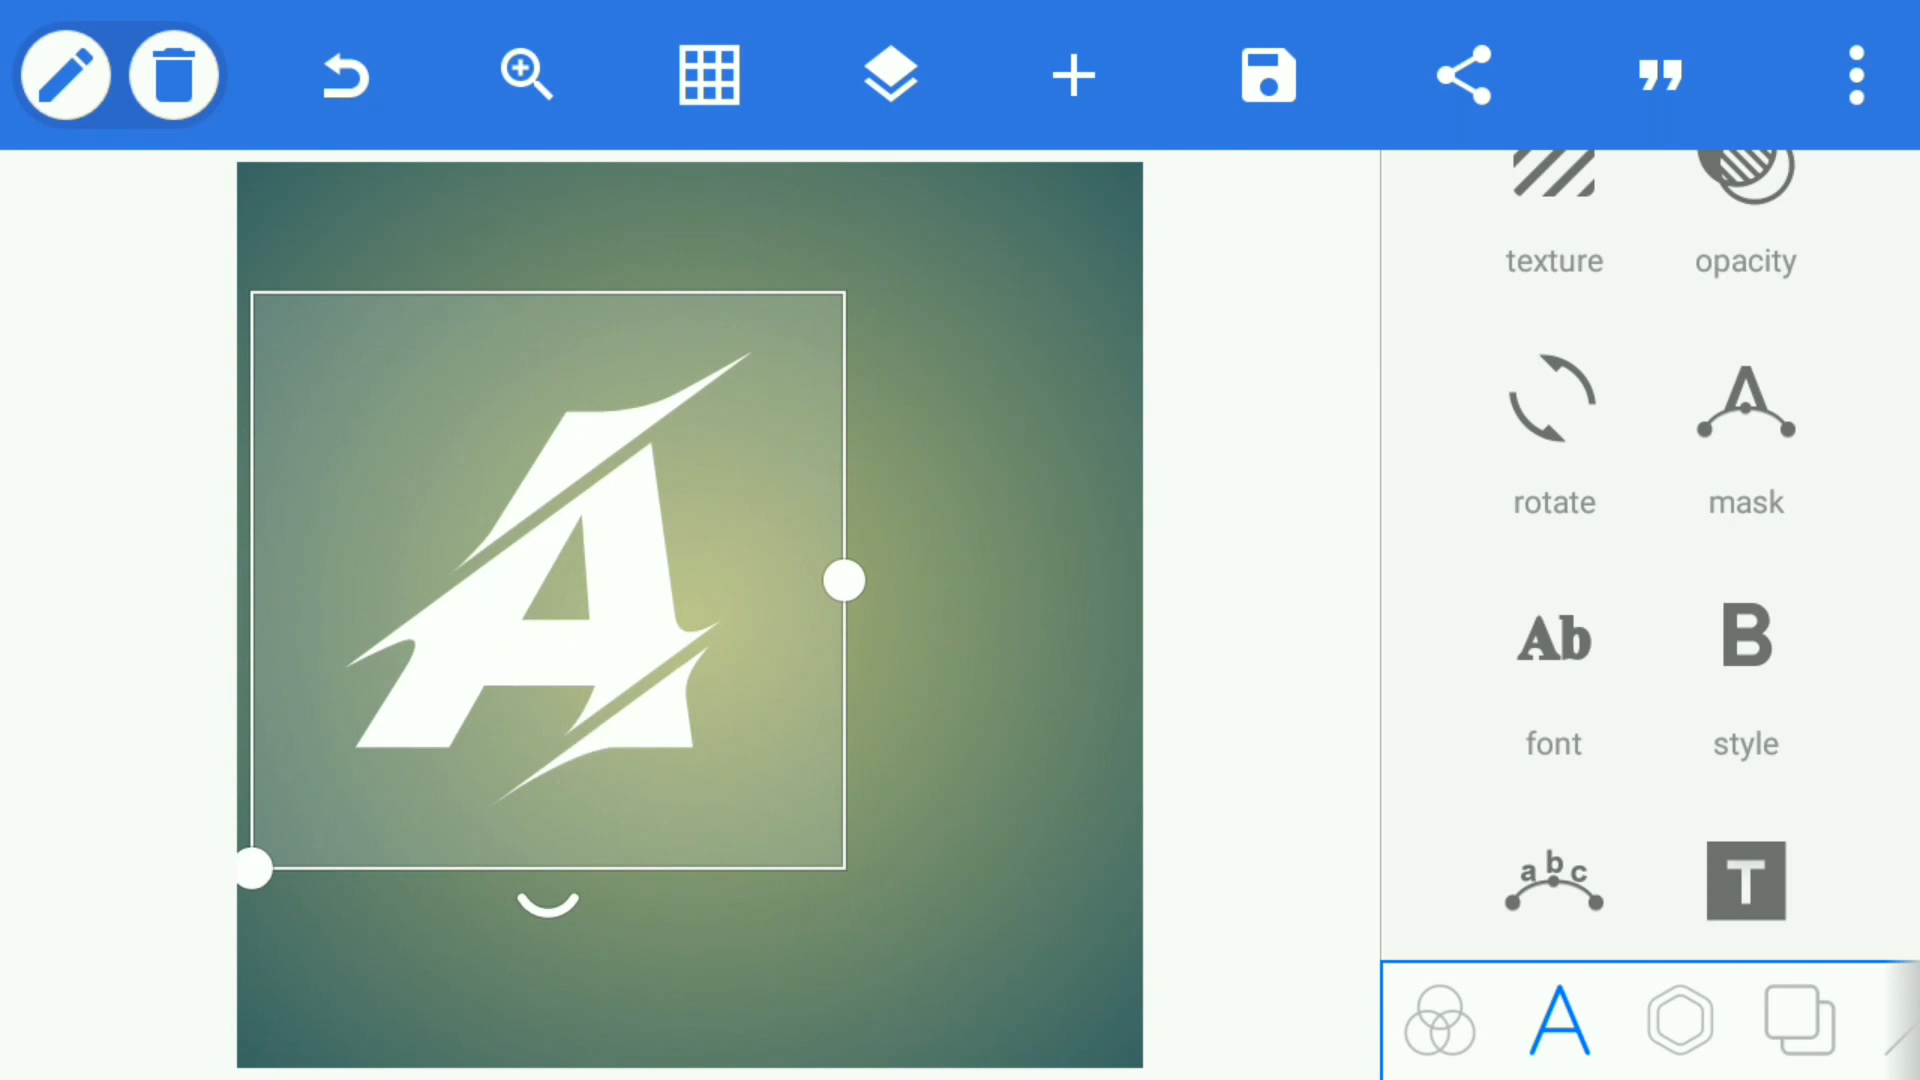 A
texture opacity
rotate mask
Ab B
font style
abc T
A